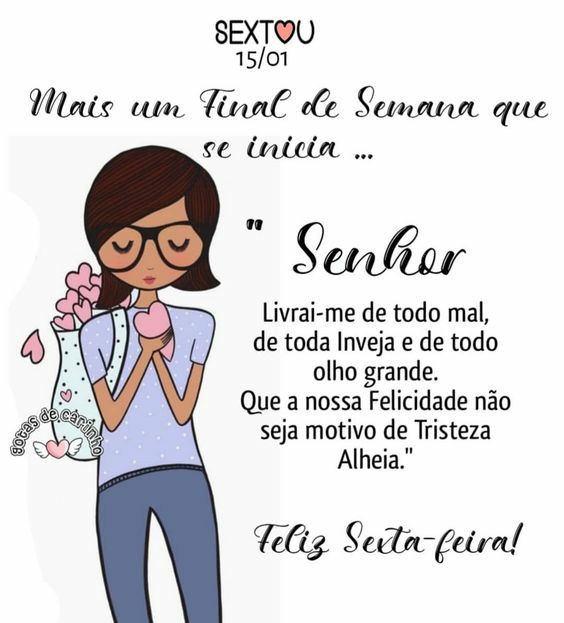 SEXTOU
15/01
Mais um Final de Semana que
se inicia ...
" Senhor
Livrai-me de todo mal,
de toda Inveja e de todo
olho grande.
Que a nossa Felicidade não
seja motivo de Tristeza
Alheia."
gotas de carinho
Feliz Sexta-feira!